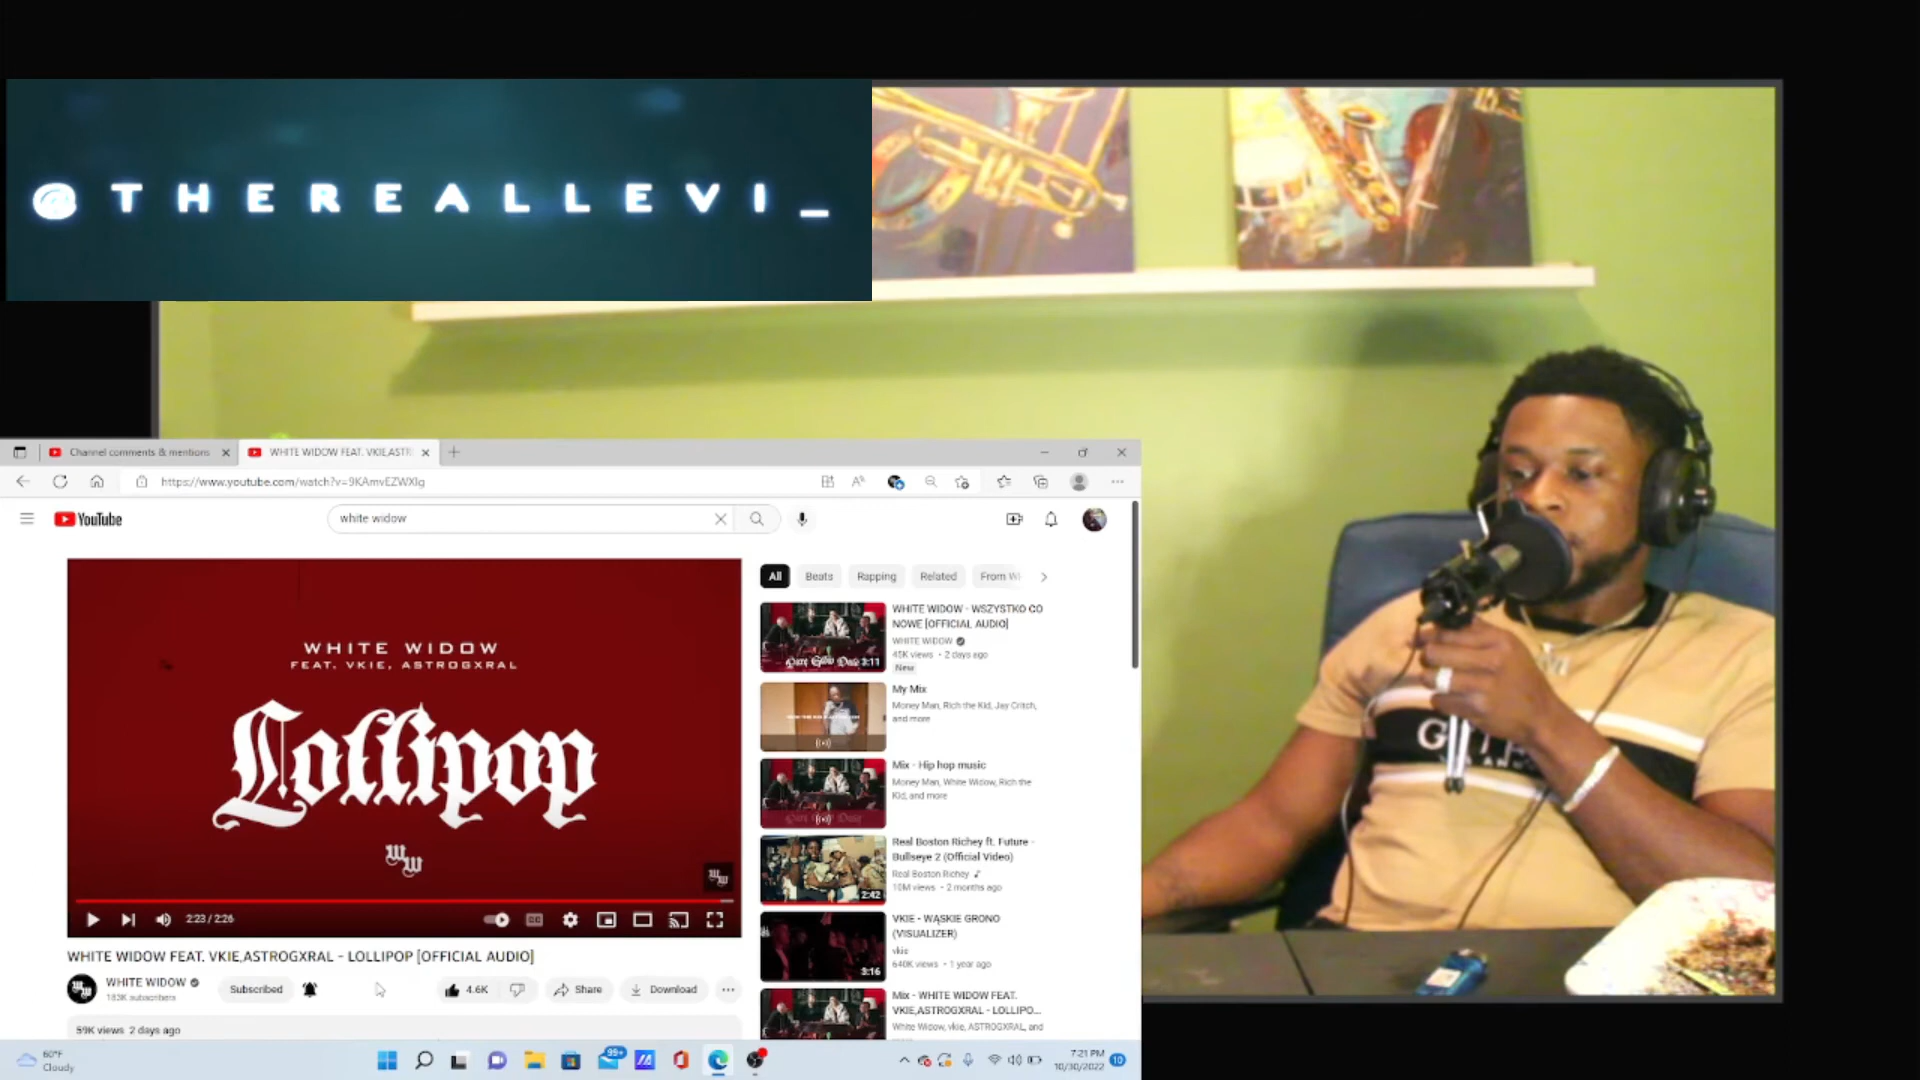 @THEREALLEVI_
Channel comments & mentions
WHITE WIDOW FEAT. VKIE,ASTR
https://www.youtube.com/watch?v=9KAmvEZWXIg
YouTube
white widow
WHITE WIDOW
FEAT. VKIE, ASTROGXRAL
Lollipop
2:23 / 2:26
WHITE WIDOW FEAT. VKIE,ASTROGXRAL - LOLLIPOP [OFFICIAL AUDIO]
WHITE WIDOW
183K subscribers
Subscribed
4.6K
Share
Download
59K views 2 days ago
All
Beats
Rapping
Related
From W
WHITE WIDOW - WSZYSTKO CO
NOWE [OFFICIAL AUDIO]
WHITE WIDOW
45K views • 2 days ago
New
3:11
My Mix
Money Man, Rich the Kid, Jay Critch,
and more
Mix - Hip hop music
Money Man, White Widow, Rich the
Kid, and more
Real Boston Richey ft. Future -
Bullseye 2 (Official Video)
Real Boston Richey
10M views • 2 months ago
2:42
VKIE - WĄSKIE GRONO
(VISUALIZER)
vkie
640K views • 1 year ago
3:16
Mix - WHITE WIDOW FEAT.
VKIE,ASTROGXRAL - LOLLIPO...
White Widow, vkie, ASTROGXRAL, and
60°F
Cloudy
99+
7:21 PM
10/30/2022
10